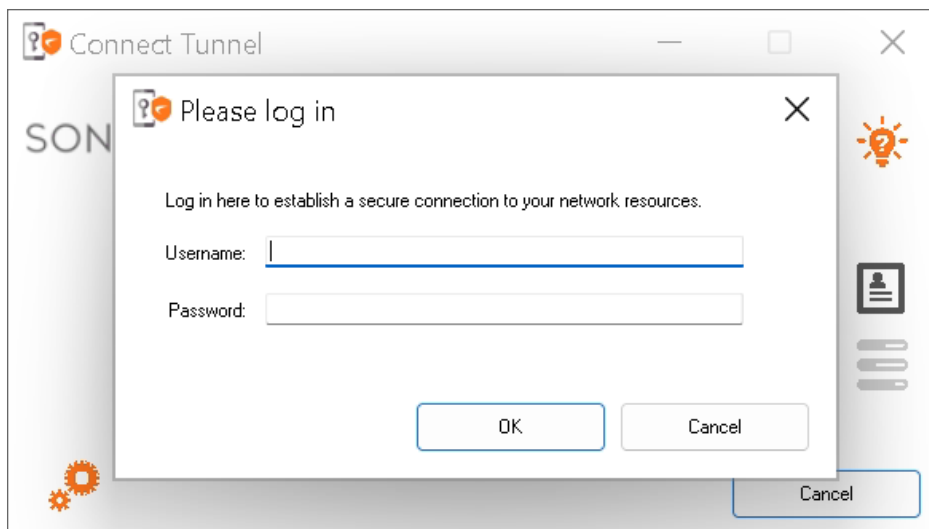 Connect Tunnel
Please log in
SON
Log in here to establish a secure connection to your network resources.
Username:
Password:
OK
Cancel
Cancel